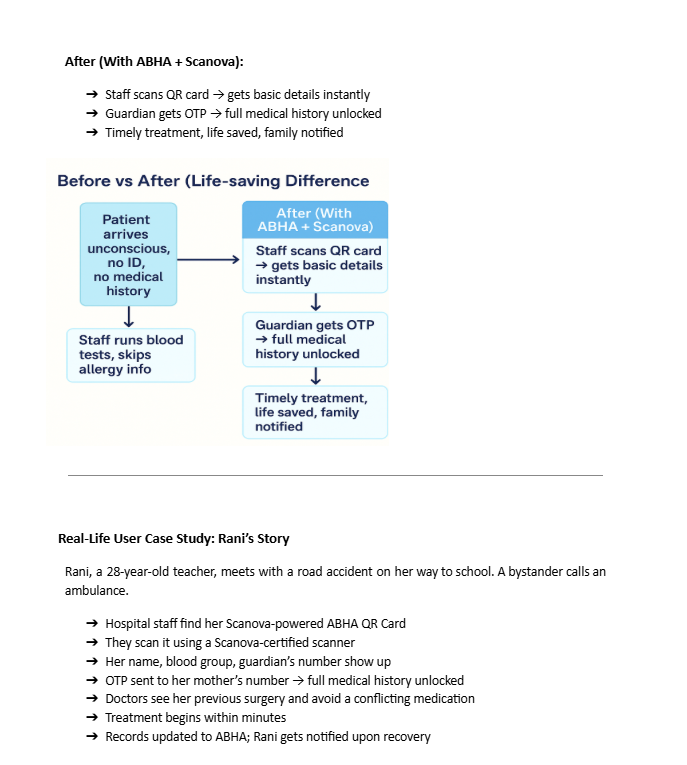 After (With ABHA + Scanova):
➔ Staff scans QR card → gets basic details instantly
➔ Guardian gets OTP → full medical history unlocked
➔ Timely treatment, life saved, family notified
Before vs After (Life-saving Difference
Patient
arrives
unconscious,
no ID,
no medical
history
Staff runs blood
tests, skips
allergy info
After (With
ABHA + Scanova)
Staff scans QR card
→ gets basic details
instantly
Guardian gets OTP
→ full medical
history unlocked
Timely treatment,
life saved, family
notified
Real-Life User Case Study: Rani’s Story
Rani, a 28-year-old teacher, meets with a road accident on her way to school. A bystander calls an
ambulance.
➔ Hospital staff find her Scanova-powered ABHA QR Card
➔ They scan it using a Scanova-certified scanner
➔ Her name, blood group, guardian’s number show up
➔ OTP sent to her mother’s number → full medical history unlocked
➔ Doctors see her previous surgery and avoid a conflicting medication
➔ Treatment begins within minutes
➔ Records updated to ABHA; Rani gets notified upon recovery